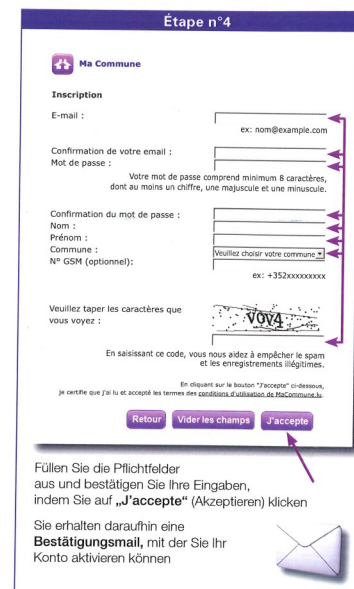 Étape n°4
Ma Commune
Inscription
E-mail :
ex: nom@example.com
Confirmation de votre email :
Mot de passe :
Votre mot de passe comprend minimum 8 caractères,
dont au moins un chiffre, une majuscule et une minuscule.
Confirmation du mot de passe :
Nom :
Prénom :
Commune :
Veuillez choisir votre commune
N° GSM (optionnel):
ex: +352xxxxxxxxx
Veuillez taper les caractères que
vous voyez :
VOV4
En saisissant ce code, vous nous aidez à empêcher le spam
et les enregistrements illégitimes.
En cliquant sur le bouton "J'accepte" ci-dessous,
je certifie que j'ai lu et accepté les termes des conditions d'utilisation de MaCommune.lu.
Retour Vider les champs J'accepte
Füllen Sie die Pflichtfelder
aus und bestätigen Sie Ihre Eingaben,
indem Sie auf „J'accepte" (Akzeptieren) klicken
Sie erhalten daraufhin eine
Bestätigungsmail, mit der Sie Ihr
Konto aktivieren können